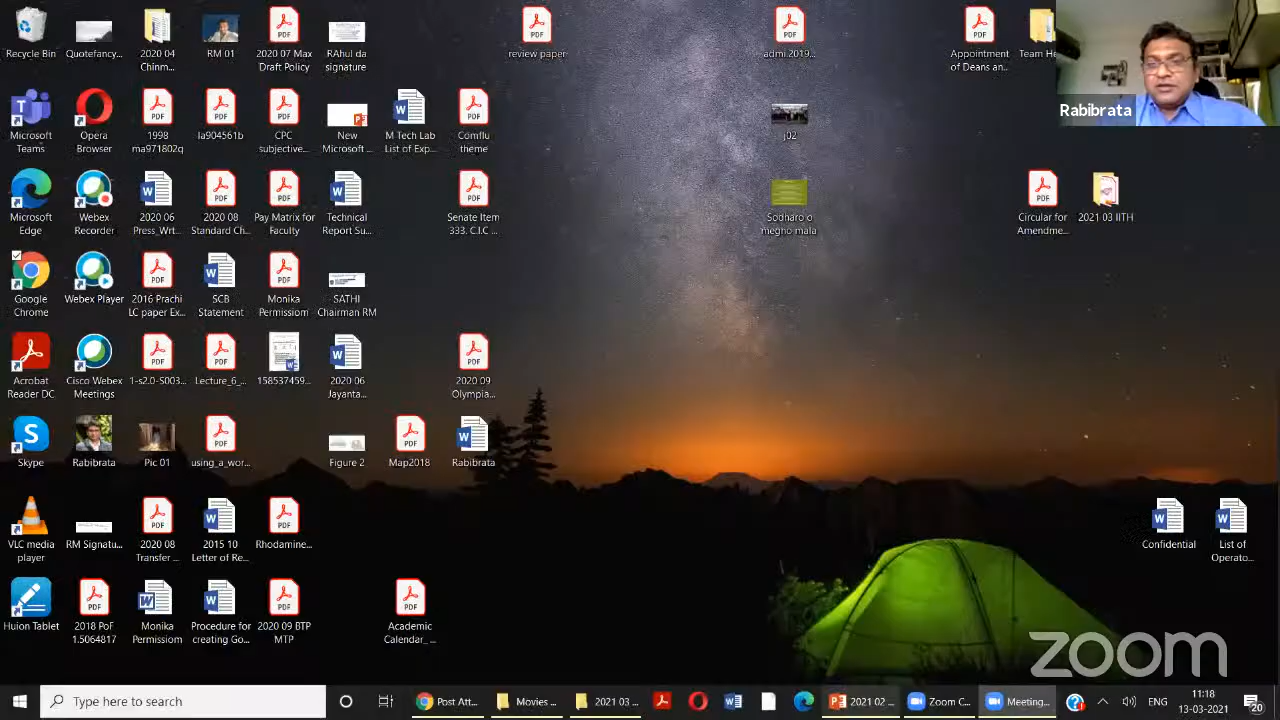 Recycle Bin
Quotefancy...
2020 04
Chinm...
RM 01
2020 07 Max
Draft Policy
RAhul da
signature
review paper
admi.2019...
Appointment
of Deans an...
Team He
Rabibrata
Microsoft
Teams
Opera
Browser
1998
ma971802q
la904561b
CPC
subjective...
New
Microsoft ...
M Tech Lab
List of Exp...
Comflu
theme
j02
Microsoft
Edge
Webex
Recorder
2020 06
Press_Wrt...
2020 08
Standard Ch...
Pay Matrix for
Faculty
Technical
Report Su...
Senate Item
333. C.I.C ...
Sodharo o
megho mala
Circular for
Amendme...
2021 03 IITH
Google
Chrome
Webex Player
2016 Prachi
LC paper Ex...
SCB
Statement
Monika
Permissiom
SATHI
Chairman RM
Acrobat
Reader DC
Cisco Webex
Meetings
1-s2.0-S003...
Lecture_6_...
158537459...
2020 06
Jayanta...
2020 09
Olympia...
Skype
Rabibrata
Pic 01
using_a_wor...
Figure 2
Map2018
Rabibrata
VLC media
player
RM Signatu...
2020 08
Transfer ...
2015 10
Letter of Re...
Rhodamine...
Confidential
List of
Operato...
Huion Tablet
2018 PoF
1.5064817
Monika
Permissiom
Procedure for
creating Go...
2020 09 BTP
MTP
Academic
Calendar_ ...
zoom
Type here to search
Post Att...
Movies ...
2021 03 ...
2021 02 ...
Zoom C...
Meeting...
ENG
11:18
13-03-2021
20